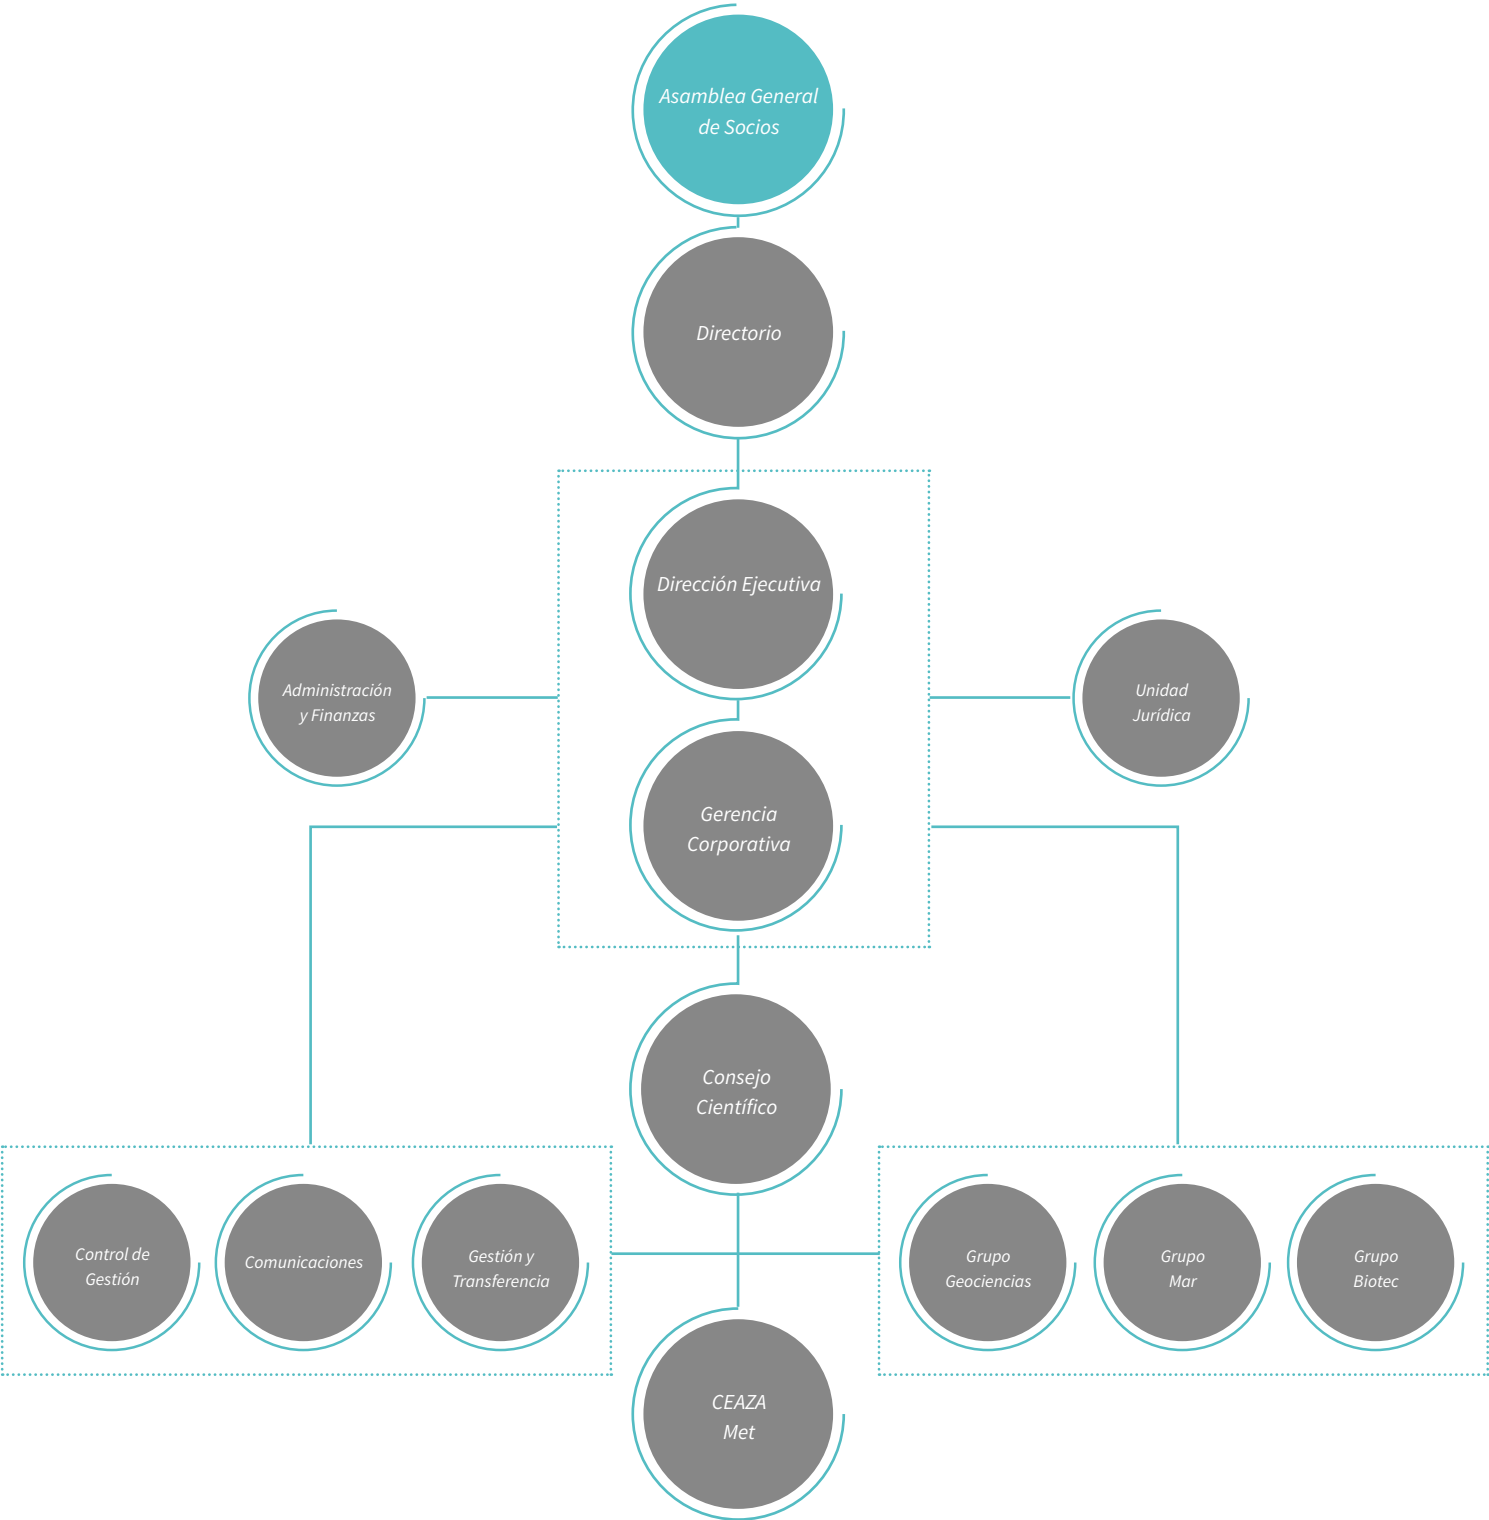 Asamblea General
de Socios
Directorio
Dirección Ejecutiva
Administración
y Finanzas
Unidad
Jurídica
Gerencia
Corporativa
Consejo
Científico
Control de
Gestión
Comunicaciones
Gestión y
Transferencia
Grupo
Geociencias
Grupo
Mar
Grupo
Biotec
CEAZA
Met